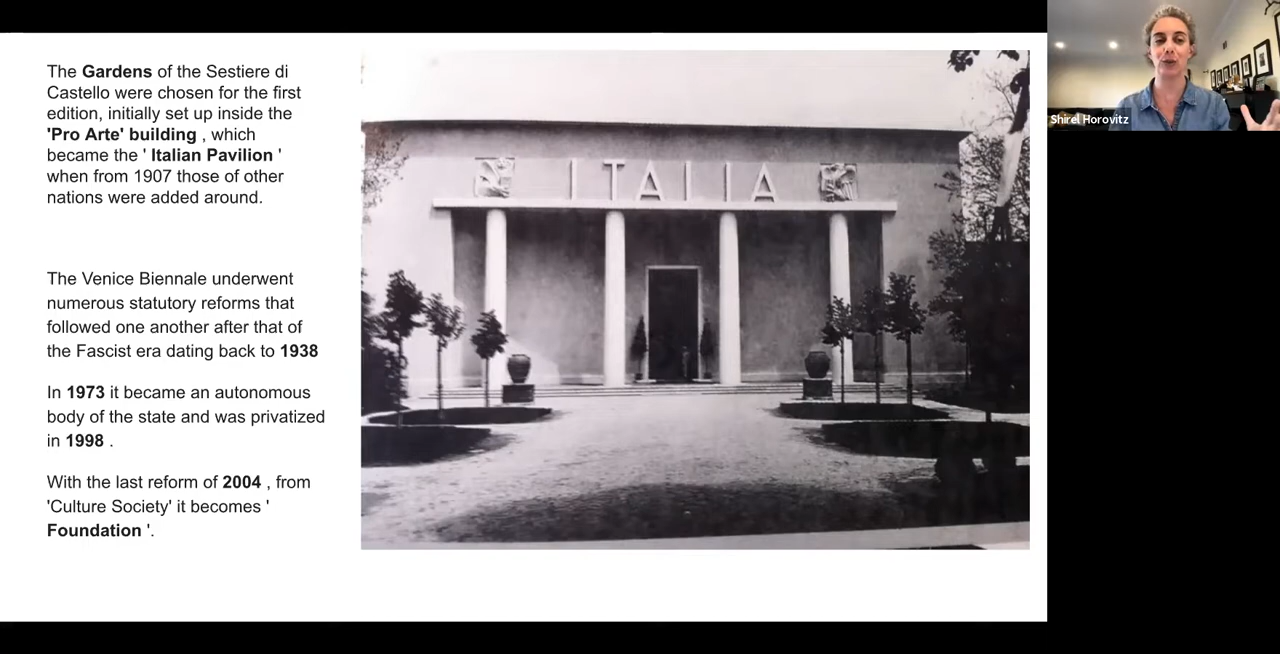 The Gardens of the Sestiere di
Castello were chosen for the first
edition, initially set up inside the
'Pro Arte' building , which
became the ' Italian Pavilion '
when from 1907 those of other
nations were added around.
The Venice Biennale underwent
numerous statutory reforms that
followed one another after that of
the Fascist era dating back to 1938
In 1973 it became an autonomous
body of the state and was privatized
in 1998 .
With the last reform of 2004 , from
'Culture Society' it becomes '
Foundation '.
ITALIA
Shirel Horovitz